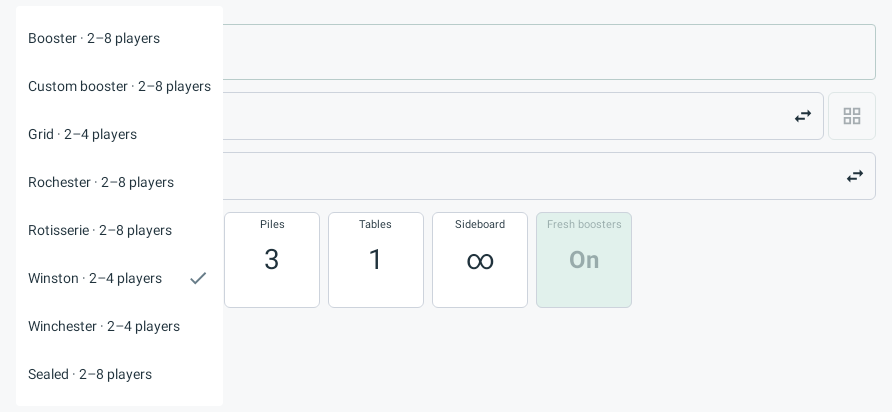 Booster · 2–8 players
Custom booster · 2–8 players
Grid · 2–4 players
Rochester · 2–8 players
Rotisserie · 2–8 players
Winston · 2–4 players
Winchester · 2–4 players
Sealed · 2–8 players
Piles
3
Tables
1
Sideboard
∞
Fresh boosters
On